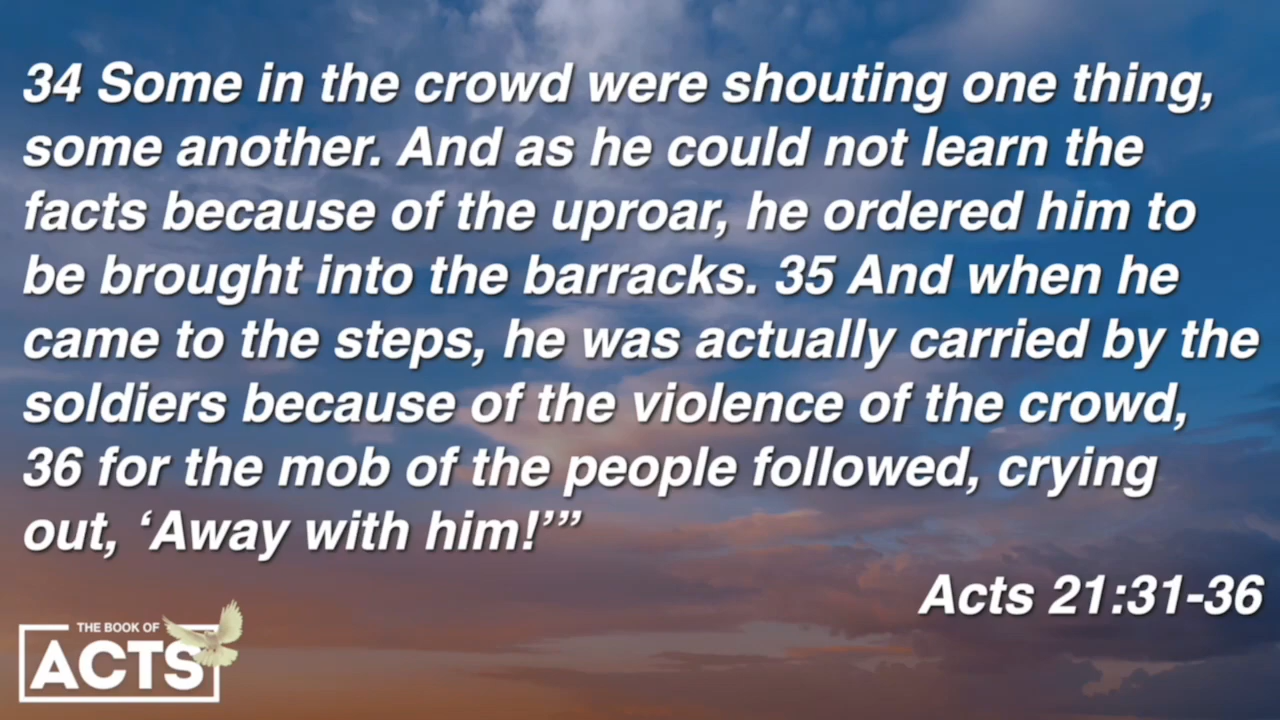 34 Some in the crowd were shouting one thing,
some another. And as he could not learn the
facts because of the uproar, he ordered him to
be brought into the barracks. 35 And when he
came to the steps, he was actually carried by the
soldiers because of the violence of the crowd,
36 for the mob of the people followed, crying
out, ‘Away with him!’”
Acts 21:31-36
THE BOOK OF
ACTS